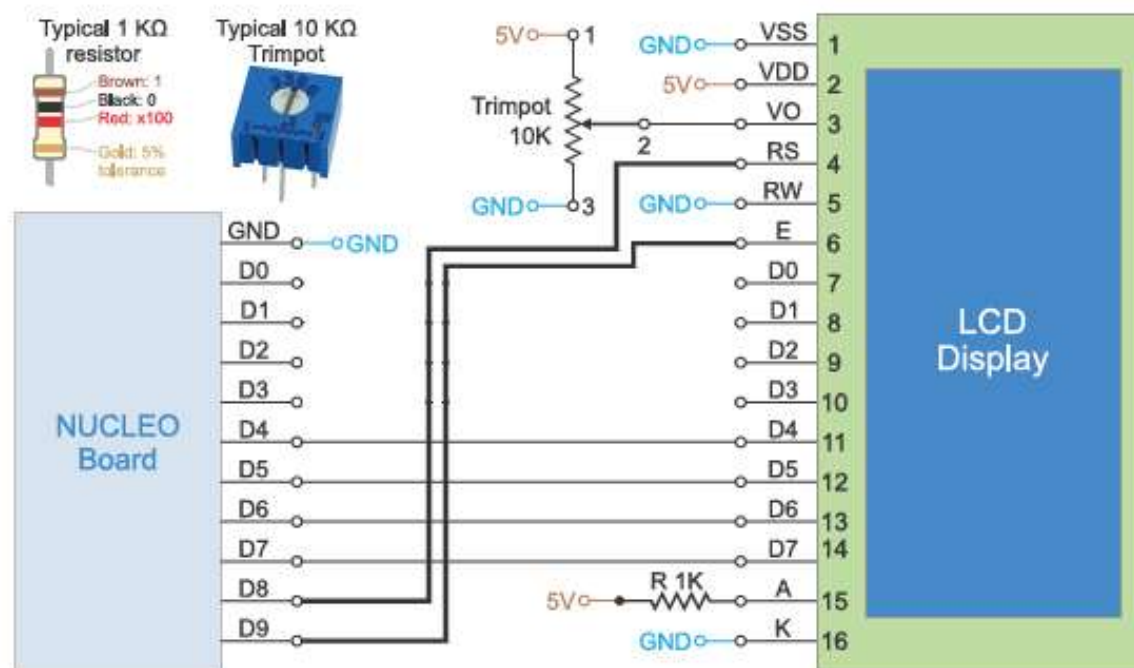 Typical 1 KΩ
resistor
Brown: 1
Black: 0
Red: x100
Gold: 5%
tolerance
Typical 10 KΩ
Trimpot
5V
1
Trimpot
10K
2
GND
3
NUCLEO
Board
GND
GND
D0
D1
D2
D3
D4
D5
D6
D7
D8
D9
GND
VSS
1
5V
VDD
2
VO
3
RS
4
GND
RW
5
E
6
D0
7
D1
8
D2
9
D3
10
D4
11
D5
12
D6
13
D7
14
5V
R 1K
A
15
GND
K
16
LCD
Display